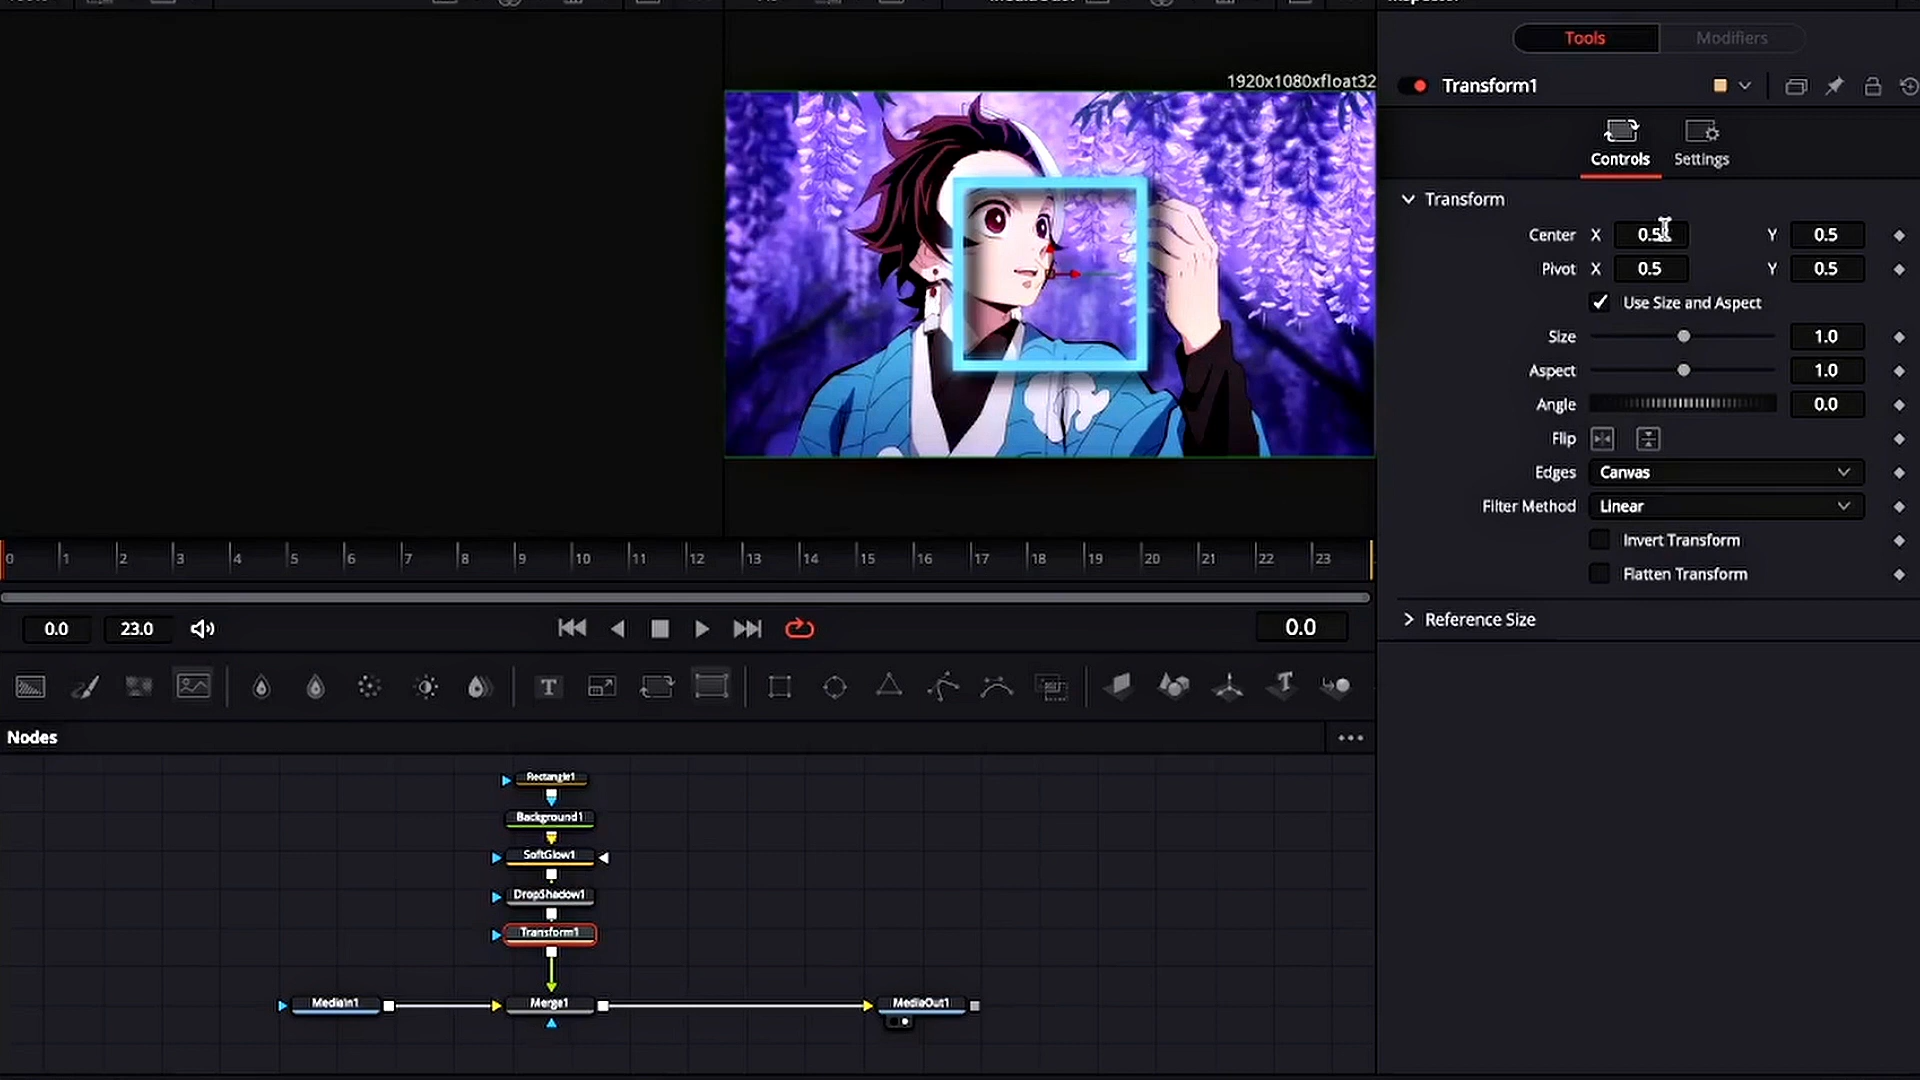 1920x1080xfloat32
Tools
Modifiers
Transform1
Controls
Settings
Transform
Center X 0.5 Y 0.5
Pivot X 0.5 Y 0.5
Use Size and Aspect
Size 1.0
Aspect 1.0
Angle 0.0
Flip
Edges Canvas
Filter Method Linear
Invert Transform
Flatten Transform
Reference Size
0 1 2 3 4 5 6 7 8 9 10 11 12 13 14 15 16 17 18 19 20 21 22 23
0.0 23.0 0.0
T
T
Nodes
Rectangle1
Background1
SoftGlow1
DropShadow1
Transform1
MediaIn1
Merge1
MediaOut1